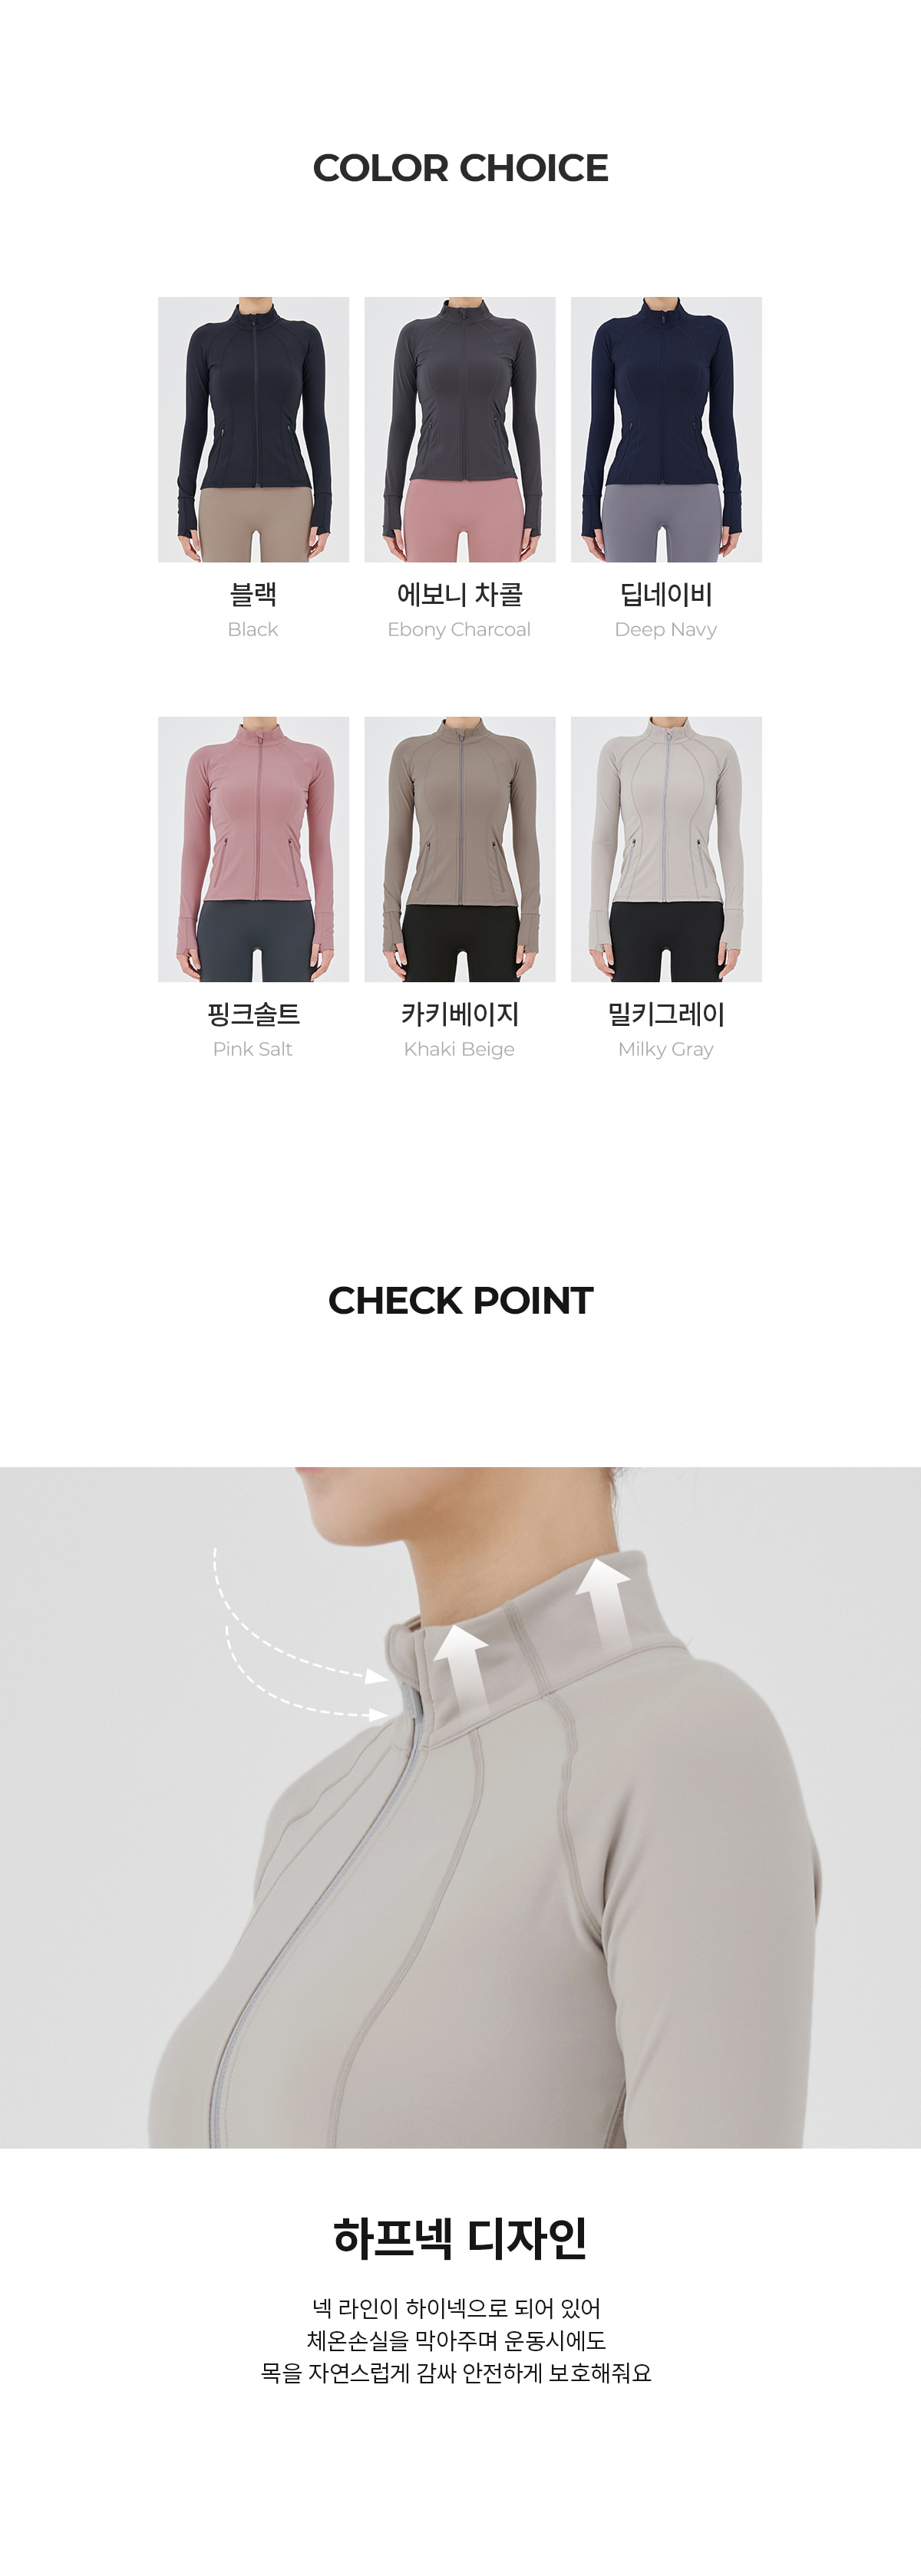 COLOR CHOICE
블랙
Black
에보니 차콜
Ebony Charcoal
딥네이비
Deep Navy
핑크솔트
Pink Salt
카키베이지
Khaki Beige
밀키그레이
Milky Gray
CHECK POINT
하프넥 디자인
넥 라인이 하이넥으로 되어 있어
체온손실을 막아주며 운동시에도
목을 자연스럽게 감싸 안전하게 보호해줘요